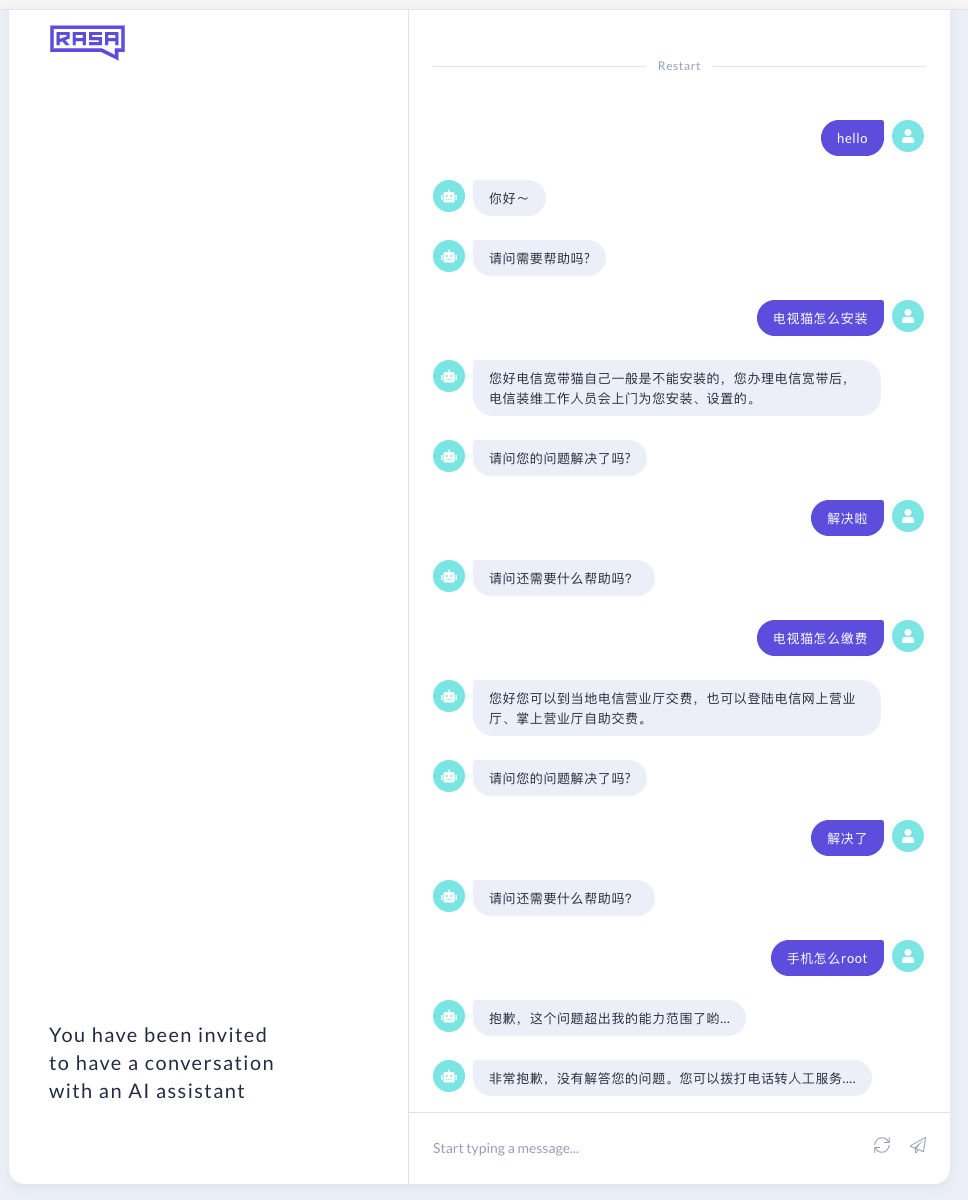 RASA
Restart
hello
你好～
请问需要帮助吗?
电视猫怎么安装
您好电信宽带猫自己一般是不能安装的，您办理电信宽带后，
电信装维工作人员会上门为您安装、设置的。
请问您的问题解决了吗?
解决啦
请问还需要什么帮助吗？
电视猫怎么缴费
您好您可以到当地电信营业厅交费，也可以登陆电信网上营业
厅、掌上营业厅自助交费。
请问您的问题解决了吗?
解决了
请问还需要什么帮助吗？
手机怎么root
抱歉，这个问题超出我的能力范围了哟...
非常抱歉，没有解答您的问题。您可以拨打电话转人工服务....
You have been invited
to have a conversation
with an AI assistant
Start typing a message...